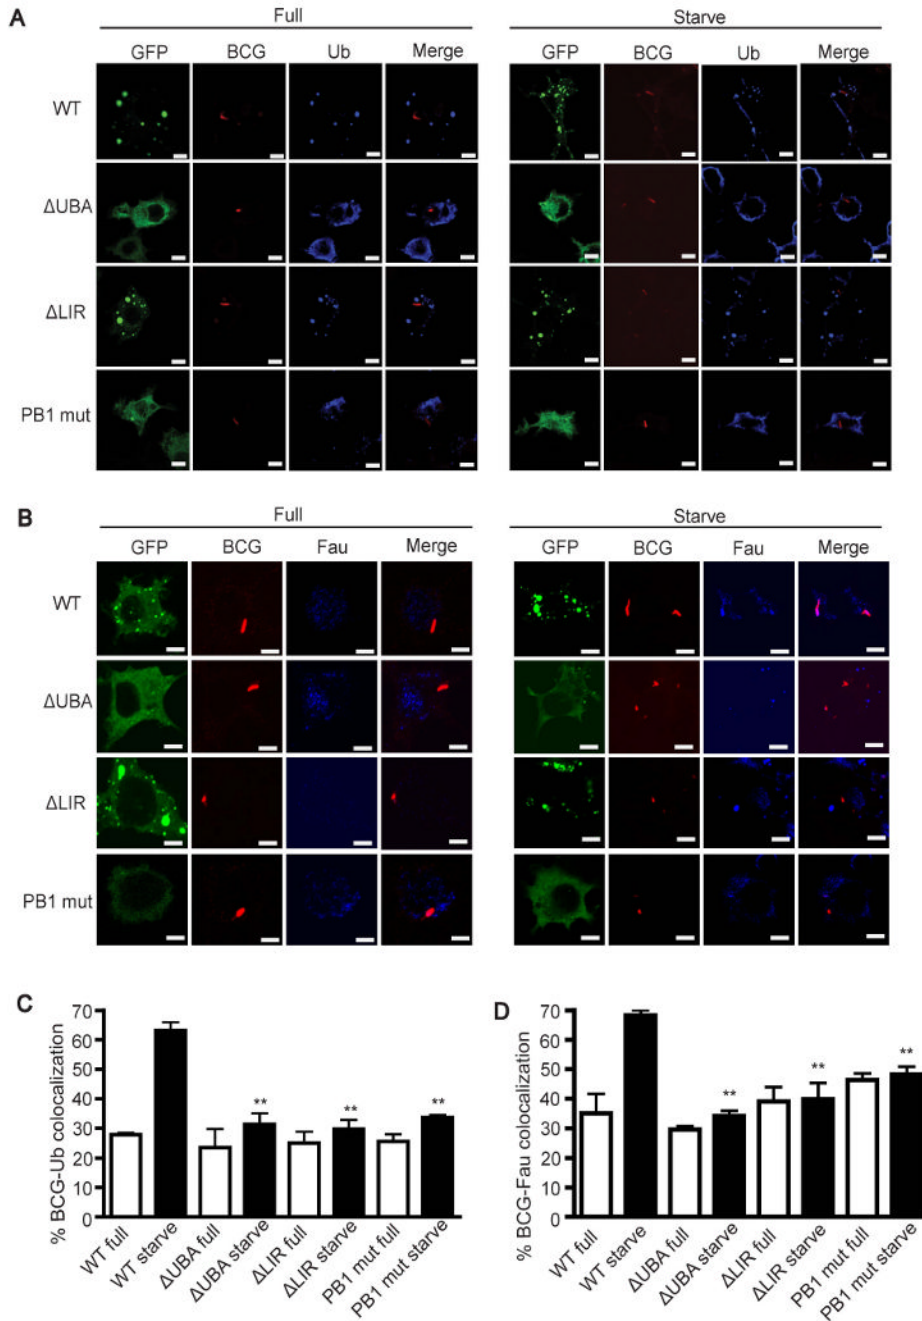 A
Full
Starve
GFP BCG Ub Merge GFP BCG Ub Merge
WT
ΔUBA
ΔLIR
PB1 mut
B
Full
Starve
GFP BCG Fau Merge GFP BCG Fau Merge
WT
ΔUBA
ΔLIR
PB1 mut
C
% BCG-Ub colocalization
70
60
50
40
30
20
10
0
** ** **
WT full
WT starve
ΔUBA full
ΔUBA starve
ΔLIR full
ΔLIR starve
PB1 mut full
PB1 mut starve
D
% BCG-Fau colocalization
70
60
50
40
30
20
10
0
** ** **
WT full
WT starve
ΔUBA full
ΔUBA starve
ΔLIR full
ΔLIR starve
PB1 mut full
PB1 mut starve